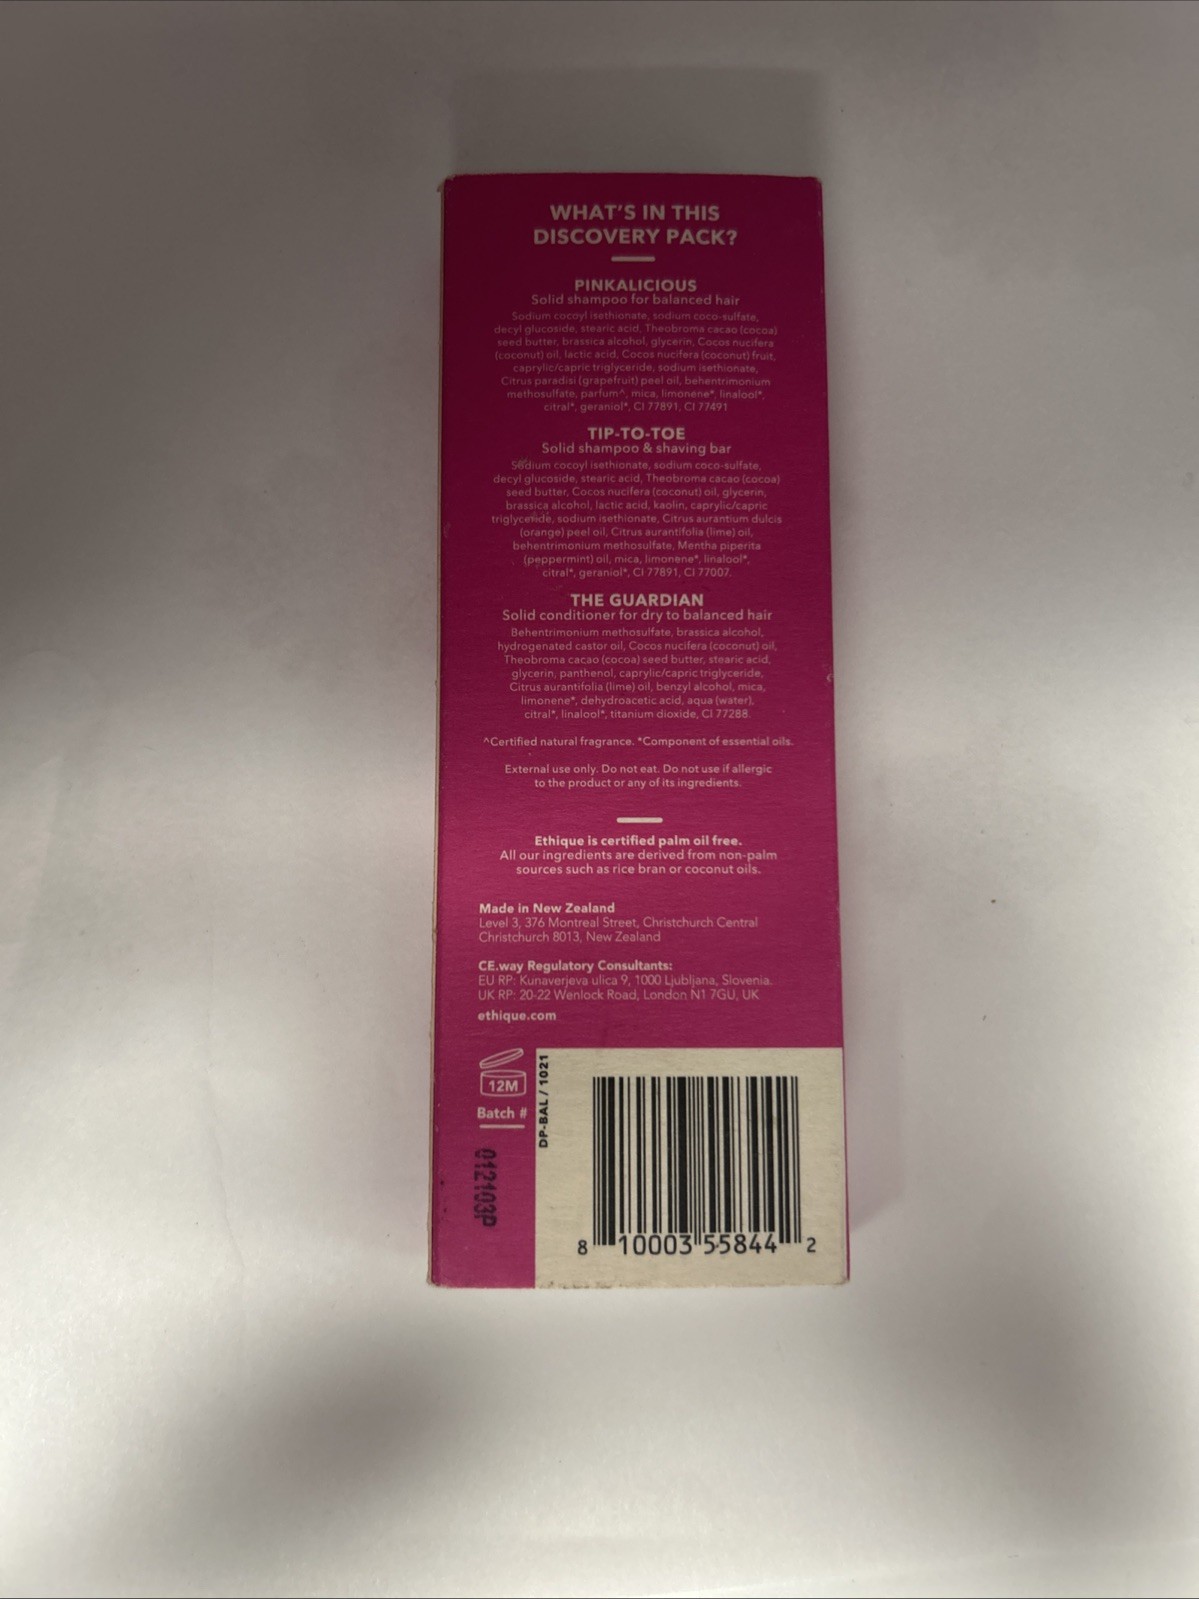 WHAT'S IN THIS
DISCOVERY PACK?
PINKALICIOUS
Solid shampoo for balanced hair
Sodium cocoyl isethionate, sodium coco-sulfate,
decyl glucoside, stearic acid, Theobroma cacao (cocoa)
seed butter, brassica alcohol, glycerin, Cocos nucifera
(coconut) oil, lactic acid, Cocos nucifera (coconut) fruit,
caprylic/capric triglyceride, sodium isethionate,
Citrus paradisi (grapefruit) peel oil, behentrimonium
methosulfate, parfum^, mica, limonene*, linalool*,
citral*, geraniol*, CI 77891, CI 77491
TIP-TO-TOE
Solid shampoo & shaving bar
Sodium cocoyl isethionate, sodium coco-sulfate,
decyl glucoside, stearic acid, Theobroma cacao (cocoa)
seed butter, Cocos nucifera (coconut) oil, glycerin,
brassica alcohol, lactic acid, kaolin, caprylic/capric
triglyceride, sodium isethionate, Citrus aurantium dulcis
(orange) peel oil, Citrus aurantifolia (lime) oil,
behentrimonium methosulfate, Mentha piperita
(peppermint) oil, mica, limonene*, linalool*,
citral*, geraniol*, CI 77891, CI 77007.
THE GUARDIAN
Solid conditioner for dry to balanced hair
Behentrimonium methosulfate, brassica alcohol,
hydrogenated castor oil, Cocos nucifera (coconut) oil,
Theobroma cacao (cocoa) seed butter, stearic acid,
glycerin, panthenol, caprylic/capric triglyceride,
Citrus aurantifolia (lime) oil, benzyl alcohol, mica,
limonene*, dehydroacetic acid, aqua (water),
citral*, linalool*, titanium dioxide, CI 77288.
^Certified natural fragrance. *Component of essential oils.
External use only. Do not eat. Do not use if allergic
to the product or any of its ingredients.
Ethique is certified palm oil free.
All our ingredients are derived from non-palm
sources such as rice bran or coconut oils.
Made in New Zealand
Level 3, 376 Montreal Street, Christchurch Central
Christchurch 8013, New Zealand
CE.way Regulatory Consultants:
EU RP: Kunaverjeva ulica 9, 1000 Ljubljana, Slovenia.
UK RP: 20-22 Wenlock Road, London N1 7GU, UK
ethique.com
12M
Batch #
012103P
DP-BAL / 1021
8 10003 55844 2